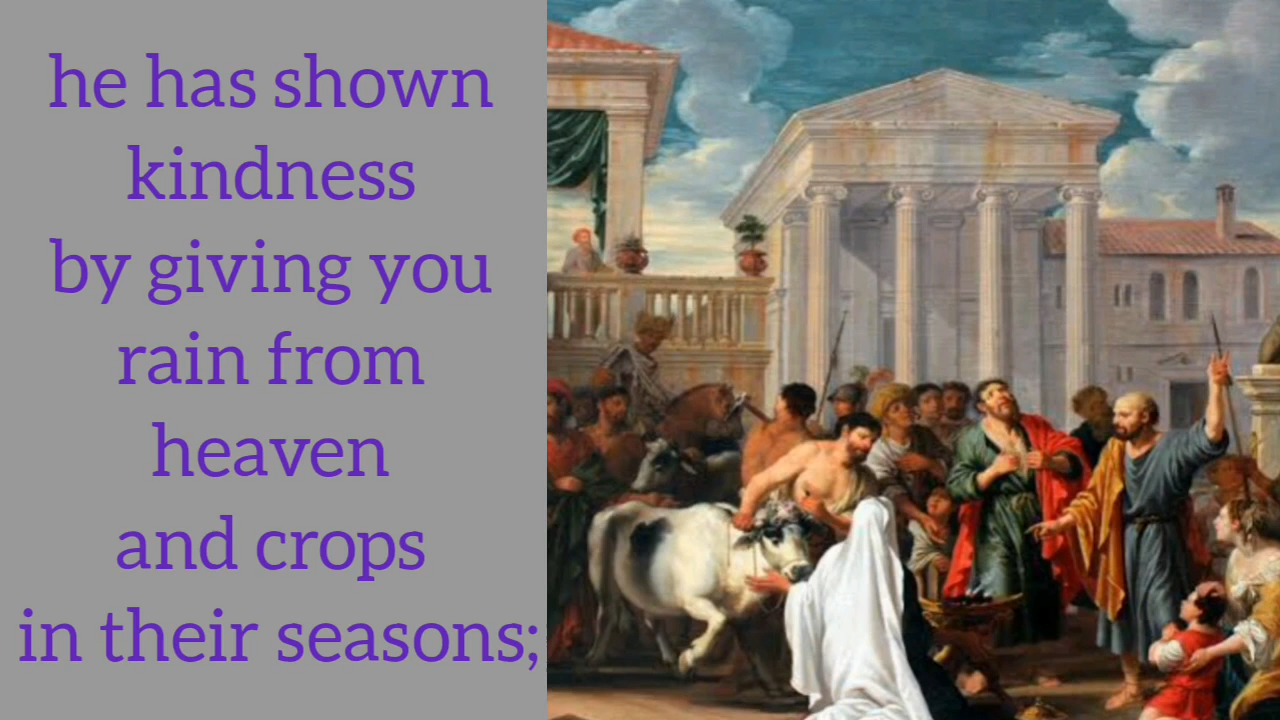 he has shown
kindness
by giving you
rain from
heaven
and crops
in their seasons;